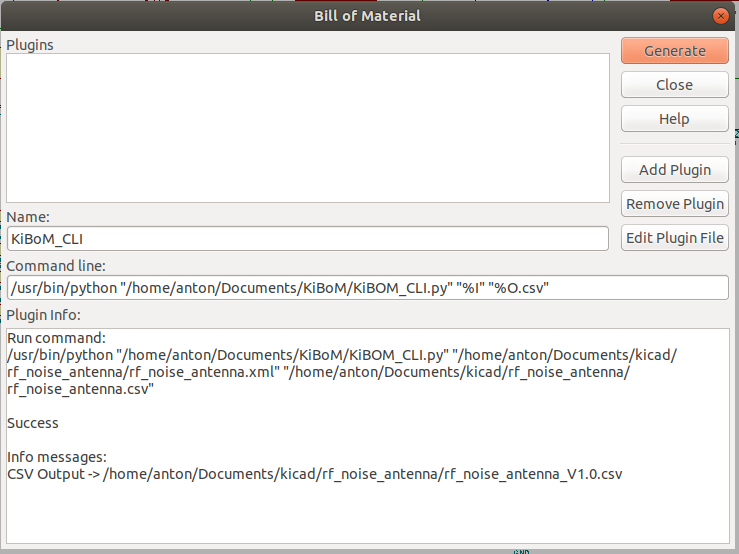 Bill of Material
Plugins
Generate
Close
Help
Add Plugin
Remove Plugin
Edit Plugin File
Name:
KiBoM_CLI
Command line:
/usr/bin/python "/home/anton/Documents/KiBoM/KiBOM_CLI.py" "%I" "%O.csv"
Plugin Info:
Run command:
/usr/bin/python "/home/anton/Documents/KiBoM/KiBOM_CLI.py" "/home/anton/Documents/kicad/
rf_noise_antenna/rf_noise_antenna.xml" "/home/anton/Documents/kicad/rf_noise_antenna/
rf_noise_antenna.csv"
Success
Info messages:
CSV Output -> /home/anton/Documents/kicad/rf_noise_antenna/rf_noise_antenna_V1.0.csv